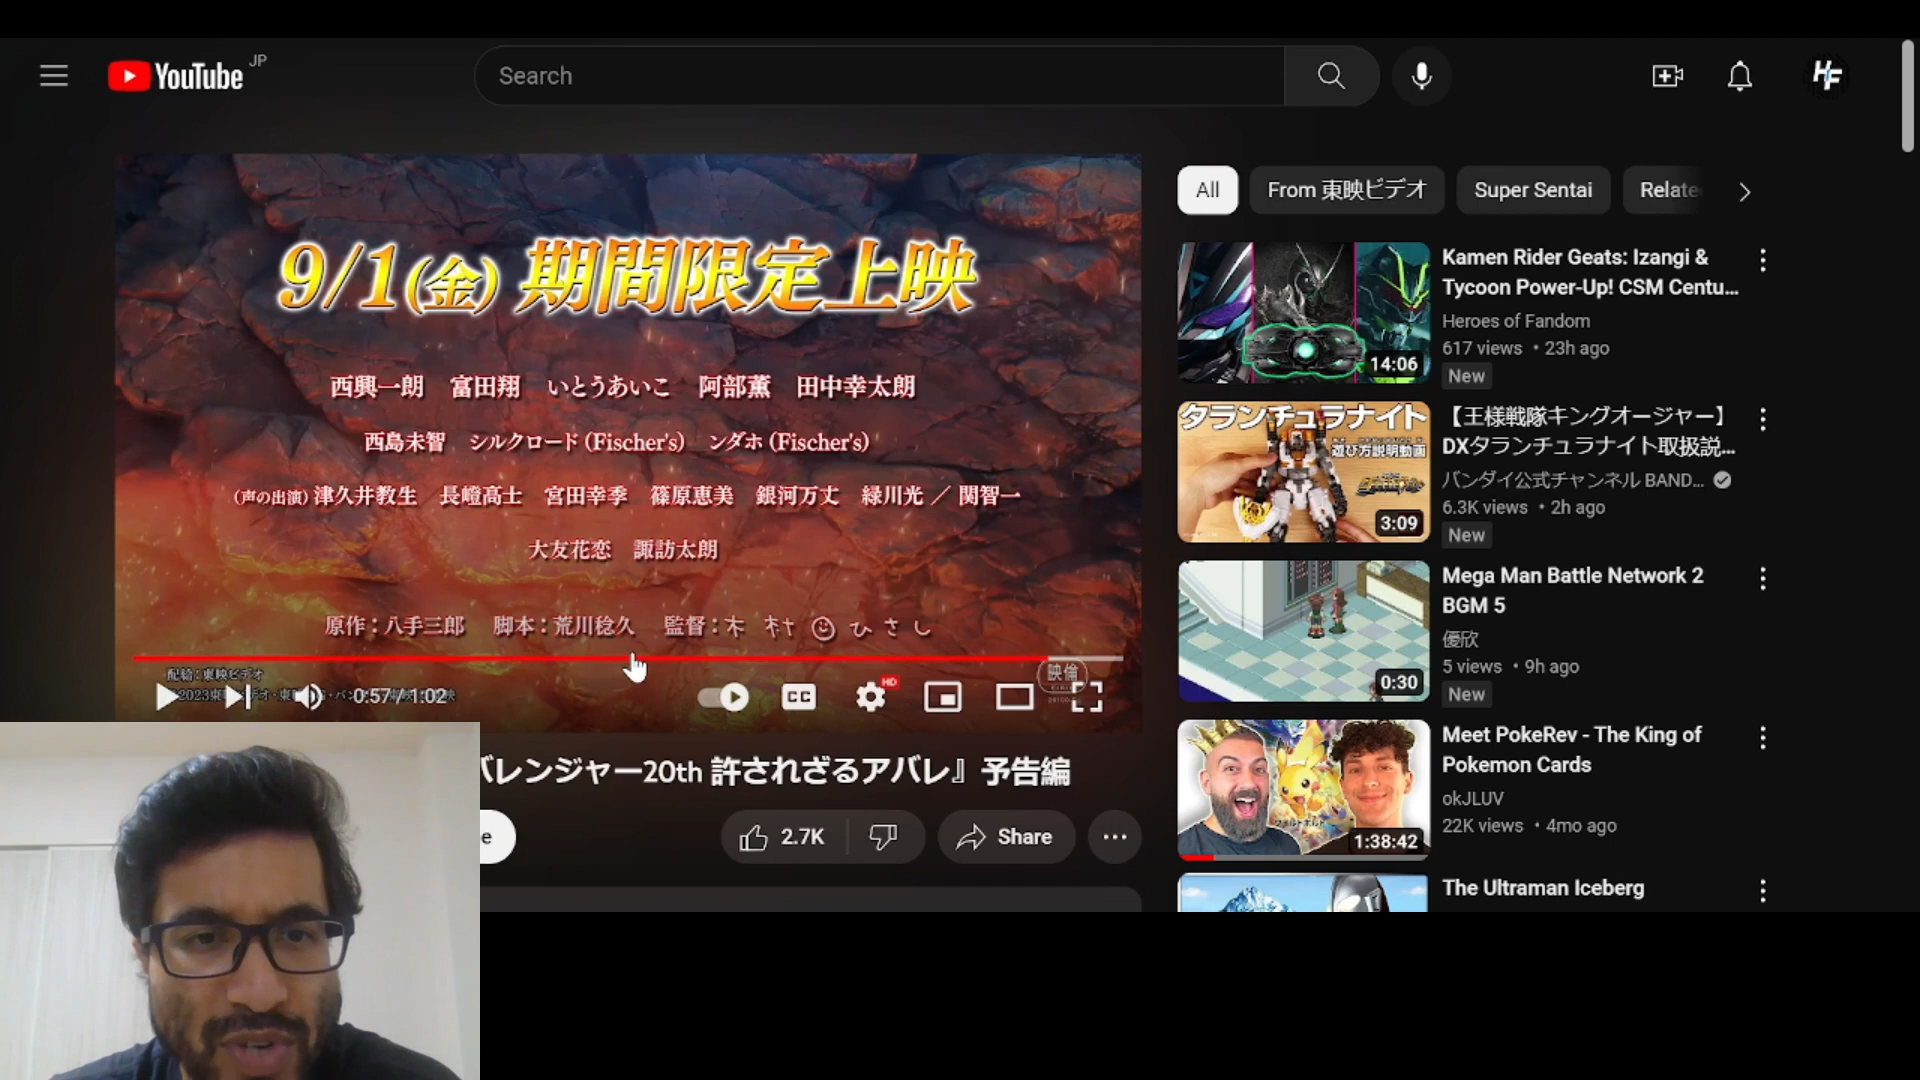 YouTube JP
Search
HF
9/1(金) 期間限定上映
西興一朗 富田翔 いとうあいこ 阿部薫 田中幸太朗
西島未智 シルクロード (Fischer's) ンダホ (Fischer's)
(声の出演) 津久井教生 長嶝高士 宮田幸季 篠原恵美 銀河万丈 緑川光 / 関智一
大友花恋 諏訪太朗
原作:八手三郎 脚本:荒川稔久 監督:木村☺ひさし
配給:東映ビデオ
映倫
0:57 / 1:02
CC
HD
バレンジャー20th 許されざるアバレ』予告編
e
2.7K
Share
All
From 東映ビデオ
Super Sentai
Relate
Kamen Rider Geats: Izangi &
Tycoon Power-Up! CSM Centu...
Heroes of Fandom
617 views • 23h ago
New
14:06
タランチュラナイト
遊び方説明動画
3:09
【王様戦隊キングオージャー】
DXタランチュラナイト取扱説...
バンダイ公式チャンネル BAND...
6.3K views • 2h ago
New
Mega Man Battle Network 2
BGM 5
優欣
5 views • 9h ago
New
0:30
Meet PokeRev - The King of
Pokemon Cards
okJLUV
22K views • 4mo ago
1:38:42
The Ultraman Iceberg